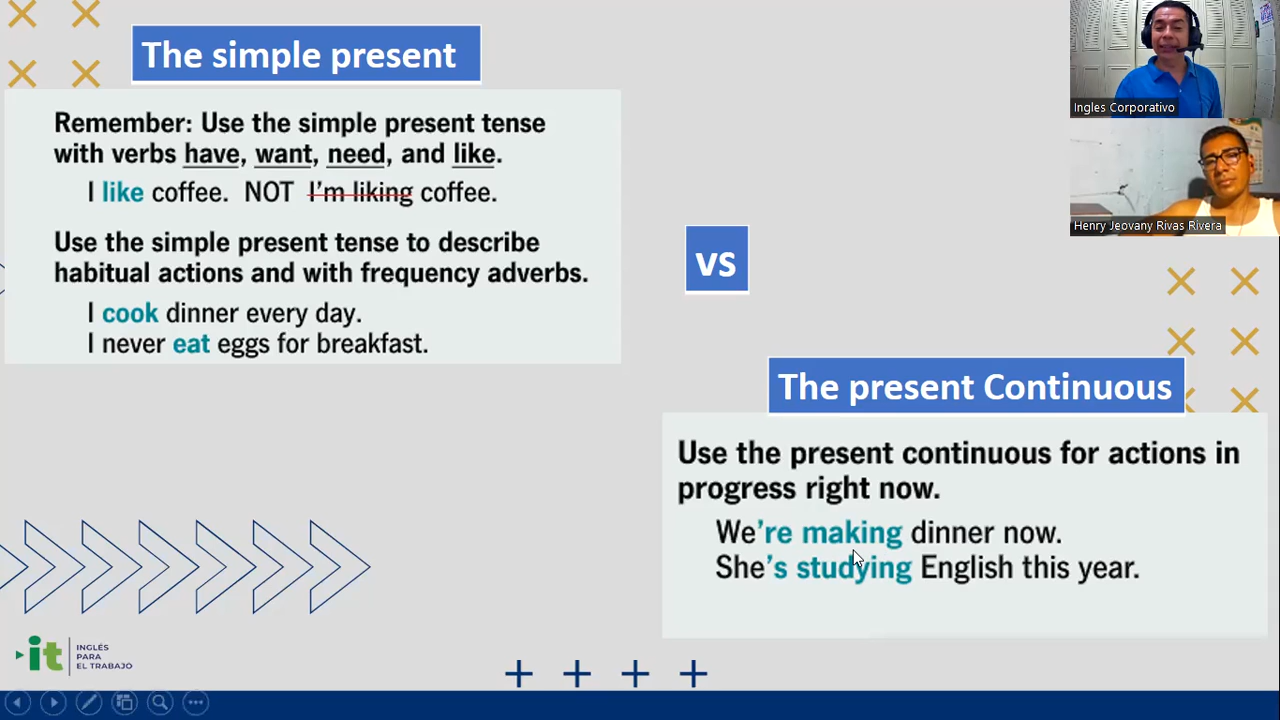 The simple present
Remember: Use the simple present tense
with verbs have, want, need, and like.
I like coffee. NOT I'm liking coffee.
Use the simple present tense to describe
habitual actions and with frequency adverbs.
I cook dinner every day.
I never eat eggs for breakfast.
vs
The present Continuous
Use the present continuous for actions in
progress right now.
We're making dinner now.
She's studying English this year.
Ingles Corporativo
Henry Jeovany Rivas Rivera
it
INGLÉS
PARA
EL TRABAJO